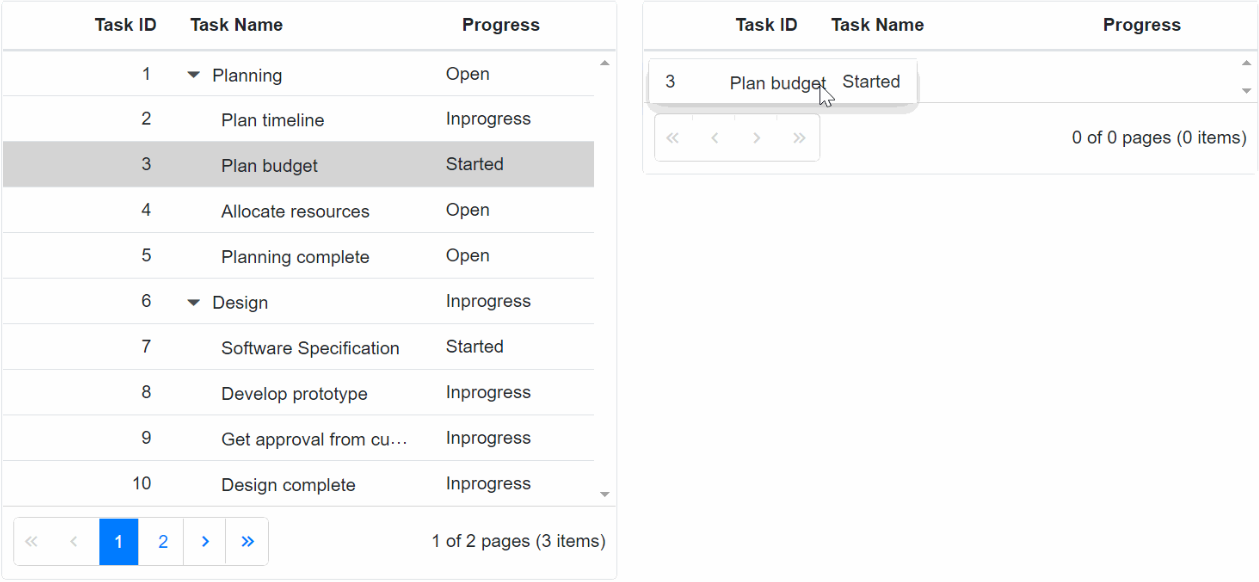 Task ID Task Name Progress
1 Planning Open
2 Plan timeline Inprogress
3 Plan budget Started
4 Allocate resources Open
5 Planning complete Open
6 Design Inprogress
7 Software Specification Started
8 Develop prototype Inprogress
9 Get approval from cu... Inprogress
10 Design complete Inprogress
« ‹ 1 2 › » 1 of 2 pages (3 items)
Task ID Task Name Progress
3 Plan budget Started
« ‹ › » 0 of 0 pages (0 items)